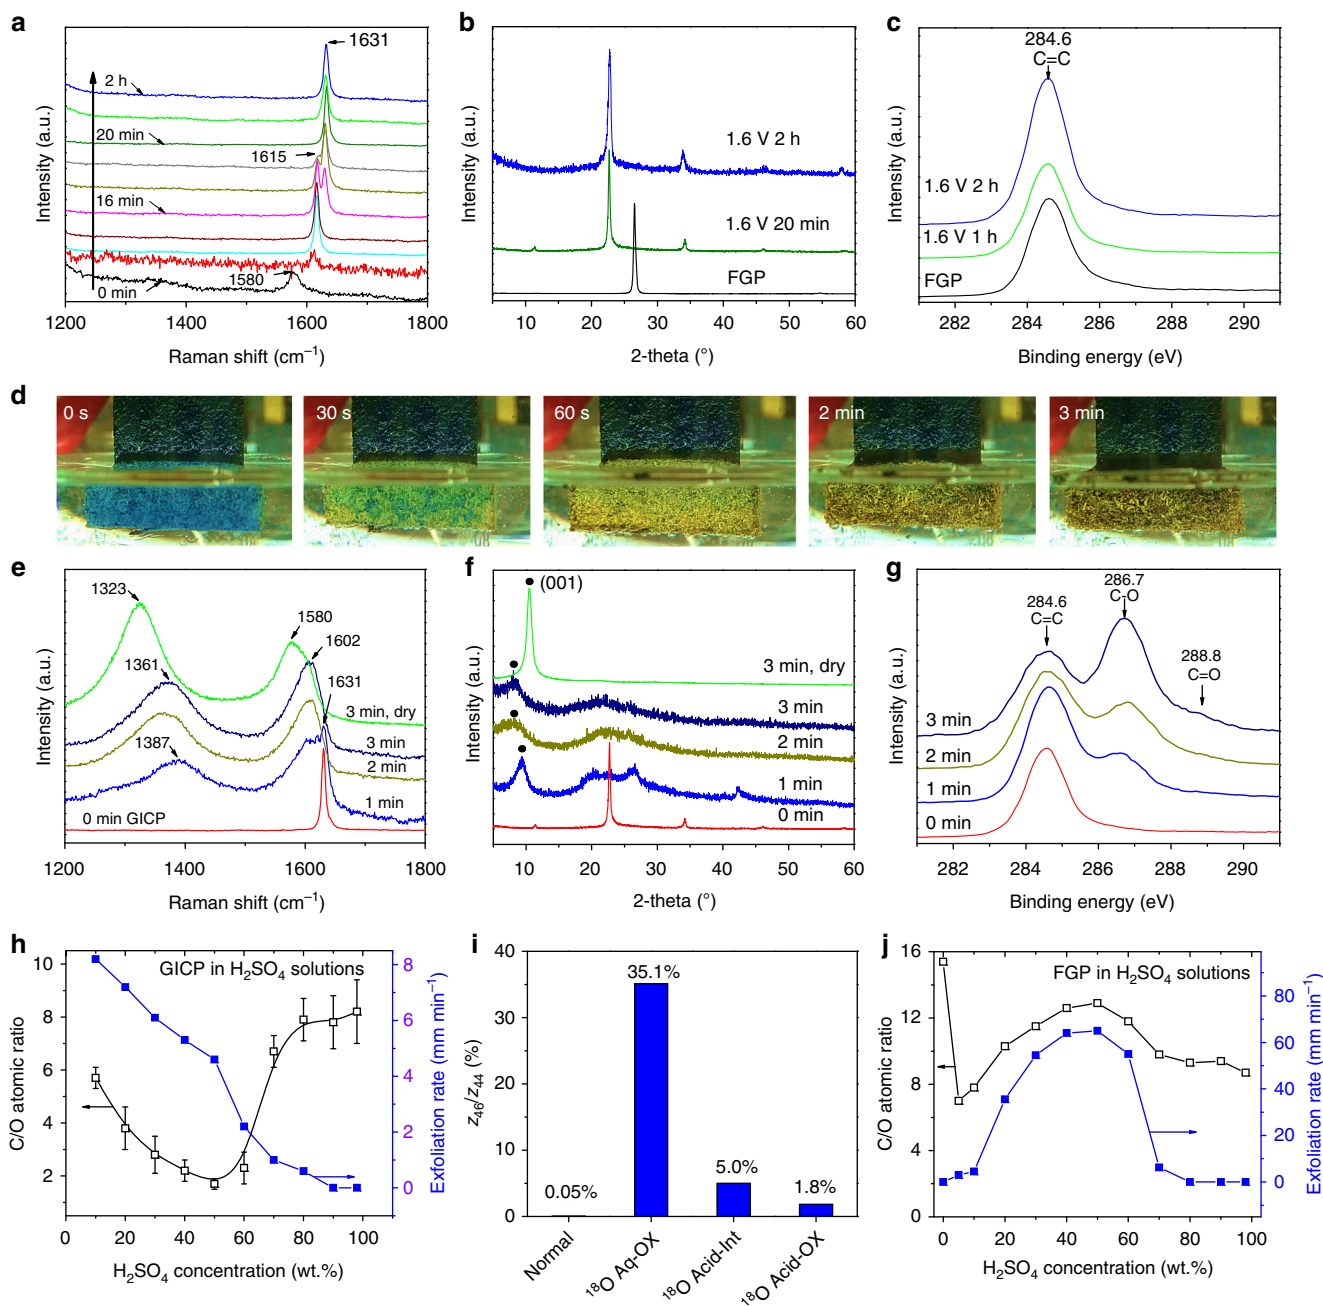 a
Intensity (a.u.)
2 h
20 min
16 min
0 min
1631
1615
1580
1200
1400
1600
1800
Raman shift (cm−1)
b
Intensity (a.u.)
1.6 V 2 h
1.6 V 20 min
FGP
10
20
30
40
50
60
2-theta (°)
c
Intensity (a.u.)
284.6
C=C
1.6 V 2 h
1.6 V 1 h
FGP
282
284
286
288
290
Binding energy (eV)
d
0 s
30 s
60 s
2 min
3 min
e
Intensity (a.u.)
1323
1580
1602
1361
1631
1387
3 min, dry
3 min
2 min
1 min
0 min GICP
1200
1400
1600
1800
Raman shift (cm−1)
f
Intensity (a.u.)
(001)
3 min, dry
3 min
2 min
1 min
0 min
10
20
30
40
50
60
2-theta (°)
g
Intensity (a.u.)
286.7
C-O
284.6
C=C
288.8
C=O
3 min
2 min
1 min
0 min
282
284
286
288
290
Binding energy (eV)
h
GICP in H2SO4 solutions
C/O atomic ratio
10
8
6
4
2
8
6
4
2
0
Exfoliation rate (mm min−1)
0
20
40
60
80
100
H2SO4 concentration (wt.%)
i
z46/z44 (%)
40
30
20
10
0
0.05%
35.1%
5.0%
1.8%
Normal
18O Aq-OX
18O Acid-Int
18O Acid-OX
j
FGP in H2SO4 solutions
C/O atomic ratio
16
12
8
4
0
80
60
40
20
0
Exfoliation rate (mm min−1)
0
20
40
60
80
100
H2SO4 concentration (wt.%)